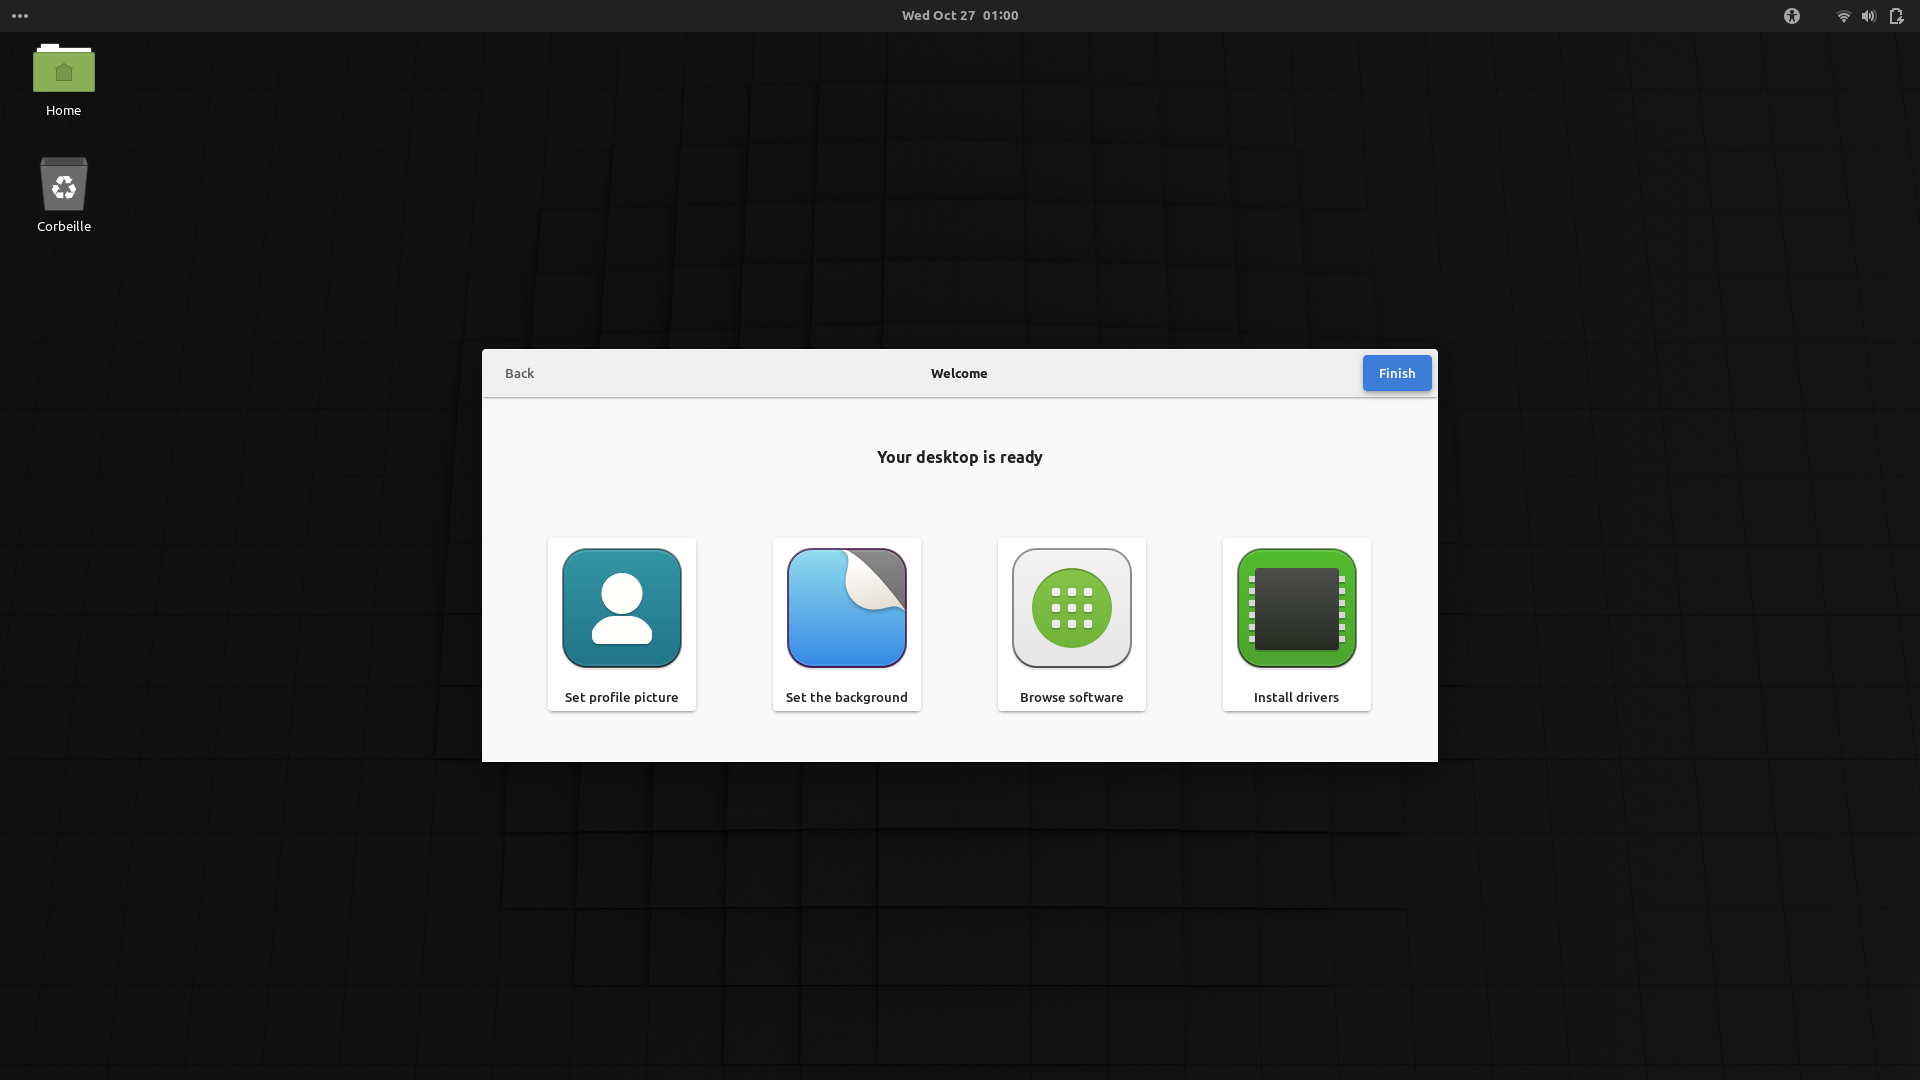 Wed Oct 27 01:00
Home
Corbeille
Back
Welcome
Finish
Your desktop is ready
Set profile picture
Set the background
Browse software
Install drivers